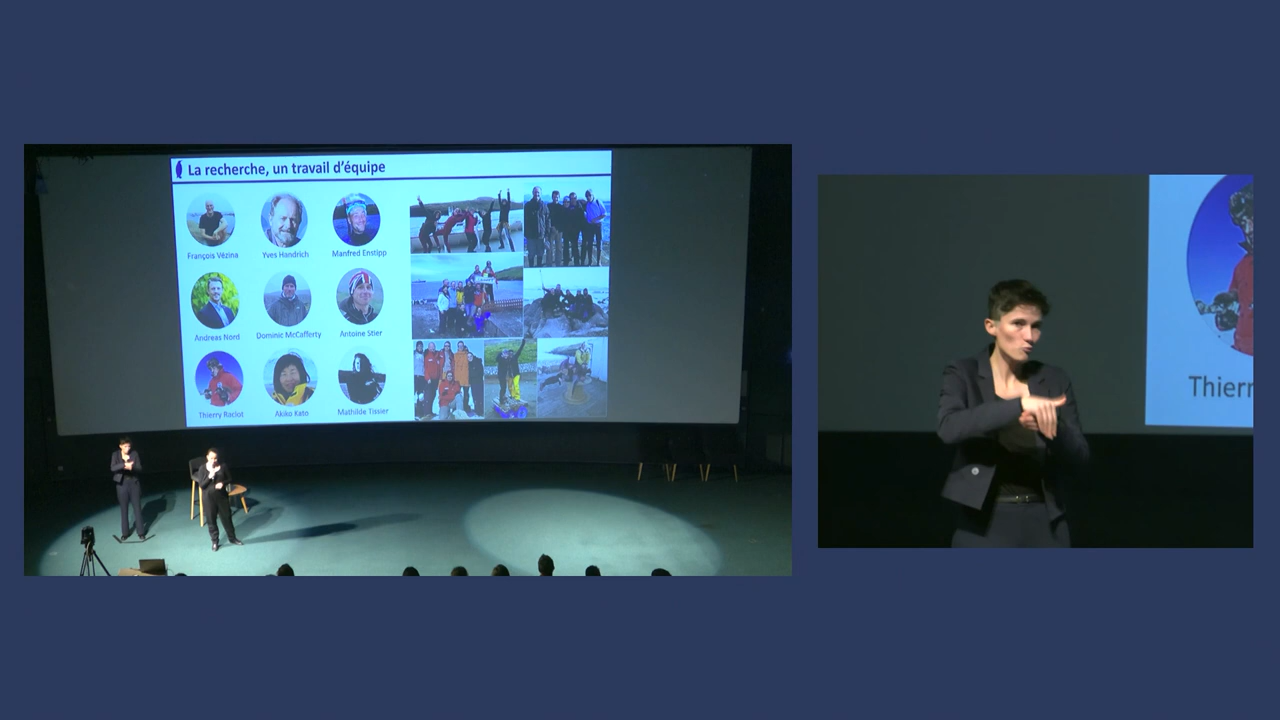 La recherche, un travail d'équipe
François Vézina
Yves Handrich
Manfred Enstipp
Andreas Nord
Dominic McCafferty
Antoine Stier
Thierry Raclot
Akiko Kato
Mathilde Tissier
Thierr